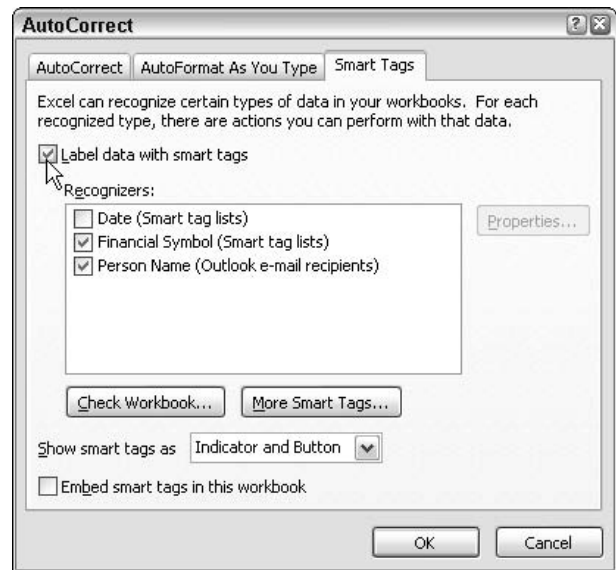 AutoCorrect
AutoCorrect AutoFormat As You Type Smart Tags
Excel can recognize certain types of data in your workbooks. For each
recognized type, there are actions you can perform with that data.
Label data with smart tags
Recognizers:
Date (Smart tag lists)
Properties...
Financial Symbol (Smart tag lists)
Person Name (Outlook e-mail recipients)
Check Workbook... More Smart Tags...
Show smart tags as Indicator and Button
Embed smart tags in this workbook
OK Cancel